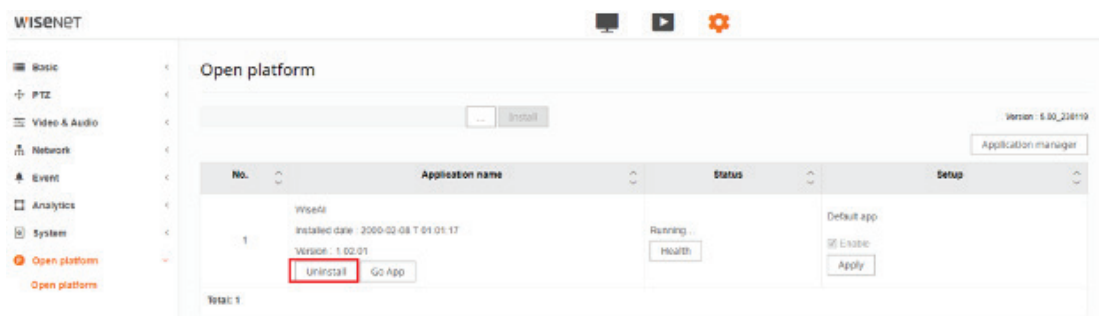 WISENET
Basic
PTZ
Video & Audio
Network
Event
Analytics
System
Open platform
Open platform
Open platform
... Install
Version : 5.00_230119
Application manager
No. Application name Status Setup
1
WiseAI
Installed date : 2000-02-08 T 01:01:17
Version : 1.02.01
Uninstall Go App
Running...
Health
Default app
Enable
Apply
Total: 1